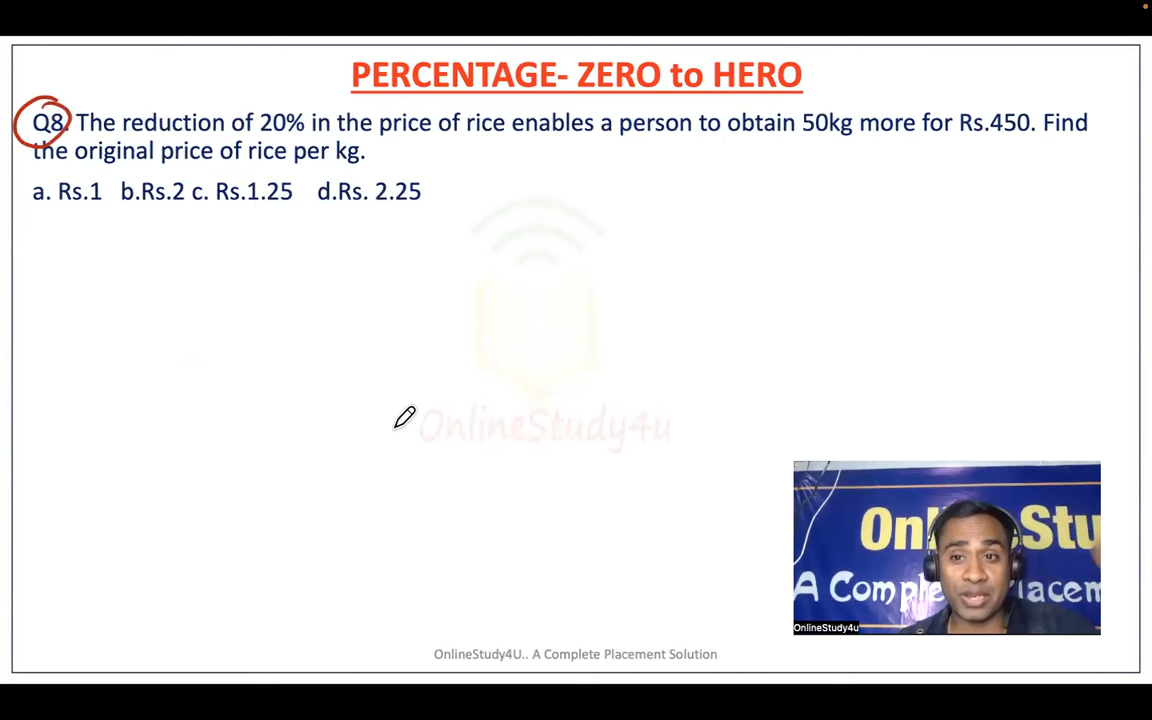 PERCENTAGE- ZERO to HERO
Q8. The reduction of 20% in the price of rice enables a person to obtain 50kg more for Rs.450. Find
the original price of rice per kg.
a. Rs.1 b.Rs.2 c. Rs.1.25 d.Rs. 2.25
OnlineStudy4u
A Comple
lacem
OnlineStudy4u
OnlineStudy4U.. A Complete Placement Solution